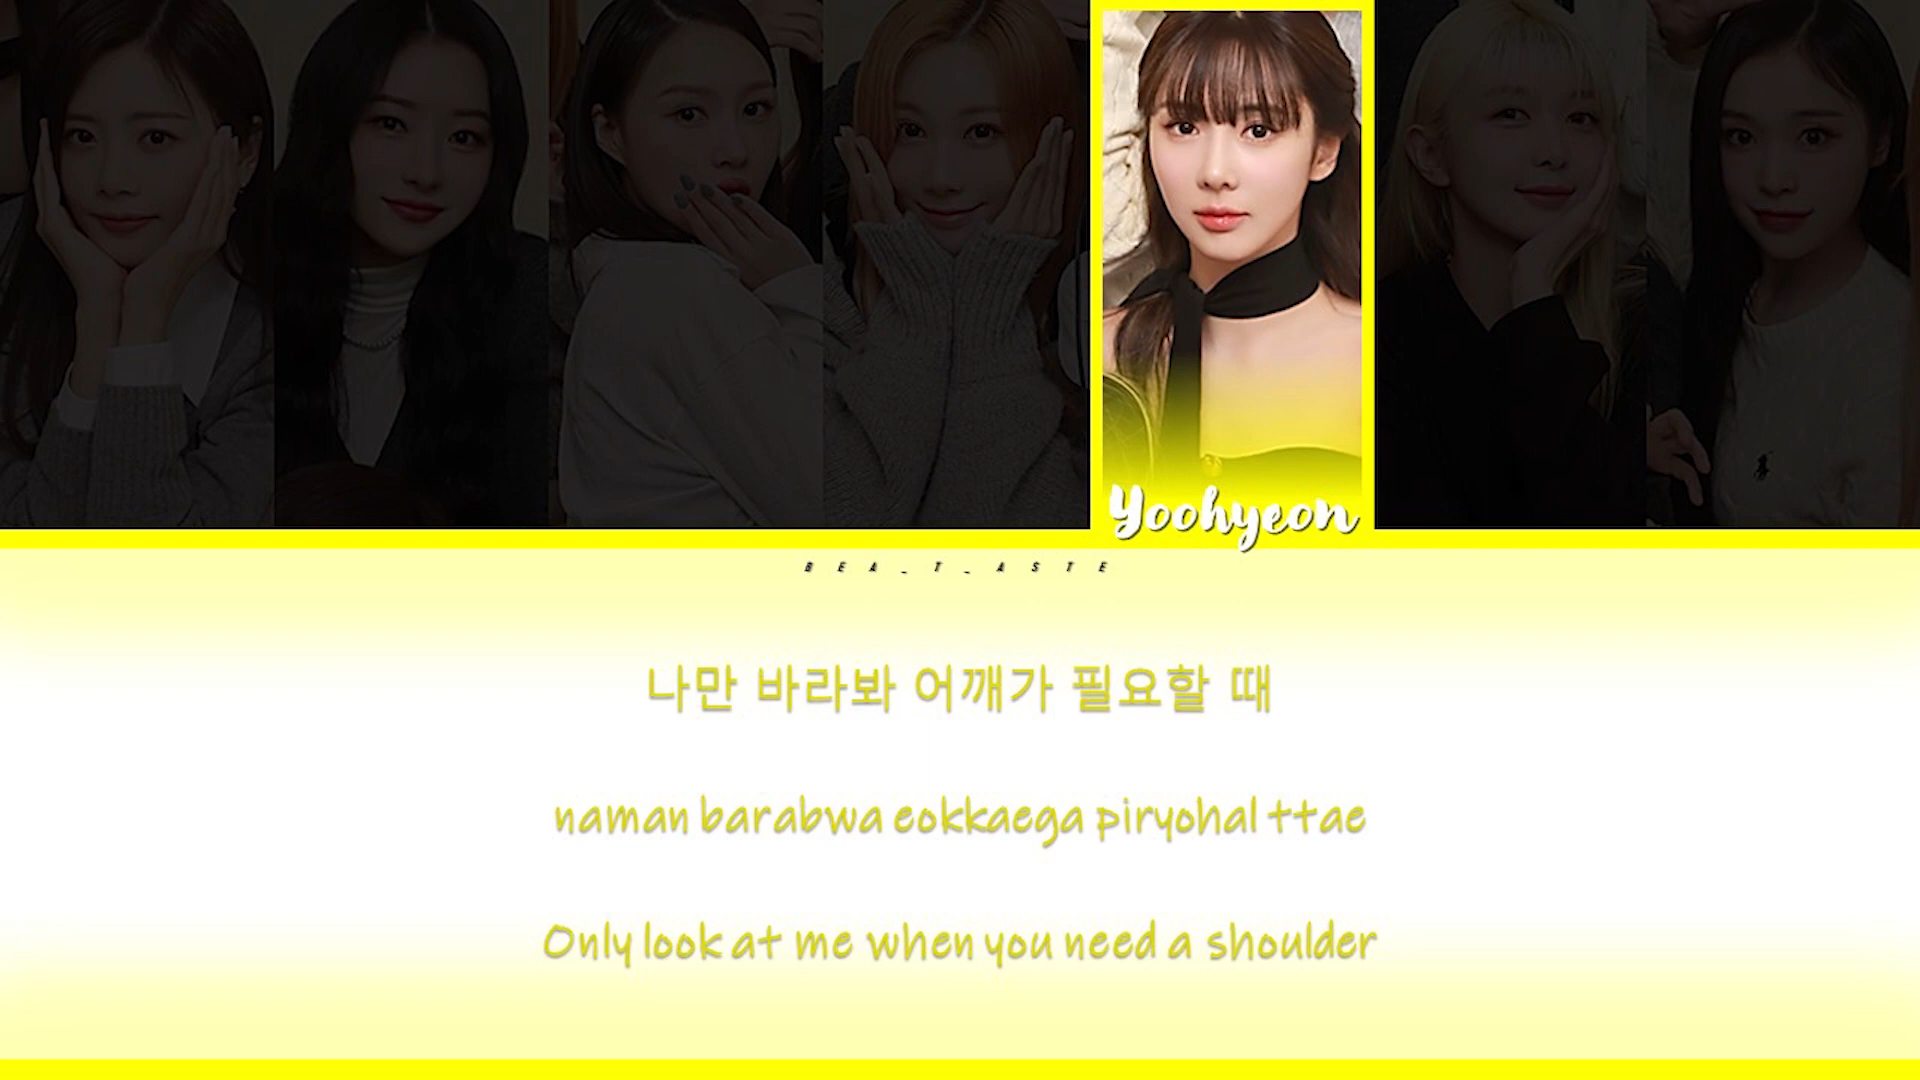 Yoohyeon
BEA_T_ASTE
나만 바라봐 어깨가 필요할 때
naman barabwa eokkaega piryohal ttae
Only look at me when you need a shoulder